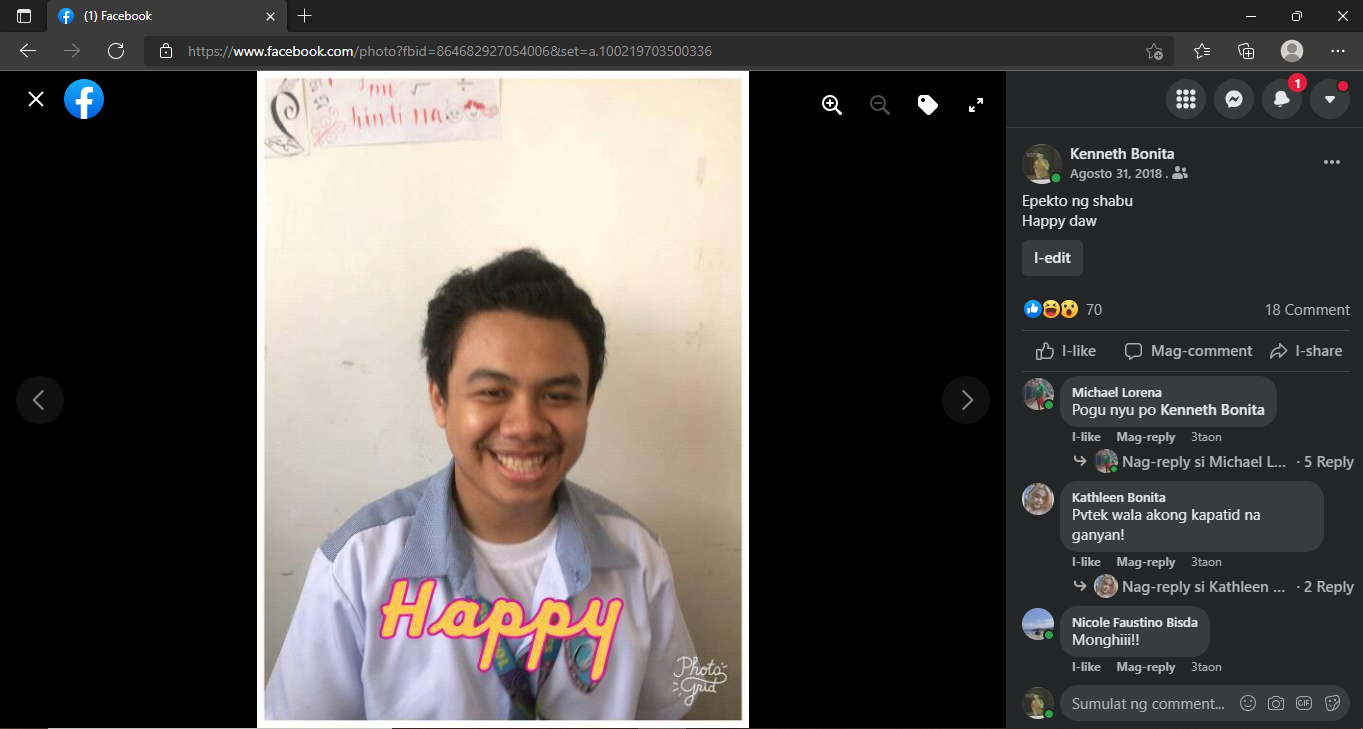 (1) Facebook
https://www.facebook.com/photo?fbid=864682927054006&set=a.100219703500336
hindi na
Happy
Photo
Grid
1
Kenneth Bonita
Agosto 31, 2018 .
Epekto ng shabu
Happy daw
I-edit
70
18 Comment
I-like
Mag-comment
I-share
Michael Lorena
Pogu nyu po Kenneth Bonita
I-like Mag-reply 3taon
Nag-reply si Michael L... · 5 Reply
Kathleen Bonita
Pvtek wala akong kapatid na
ganyan!
I-like Mag-reply 3taon
Nag-reply si Kathleen ... · 2 Reply
Nicole Faustino Bisda
Monghiii!!
I-like Mag-reply 3taon
Sumulat ng comment...
GIF